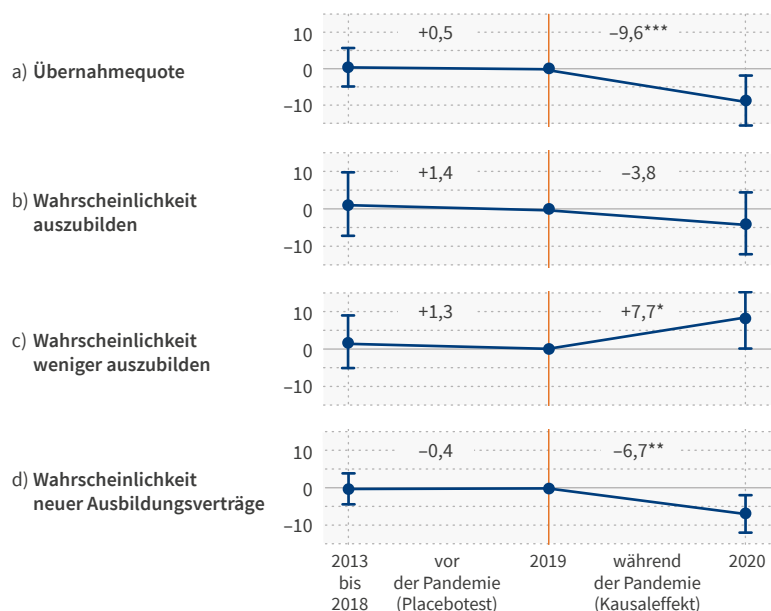 10
+0,5
–9,6***
a) Übernahmequote
0
–10
10
+1,4
–3,8
b) Wahrscheinlichkeit
auszubilden
0
–10
10
+1,3
+7,7*
c) Wahrscheinlichkeit
weniger auszubilden
0
–10
10
–0,4
–6,7**
d) Wahrscheinlichkeit
neuer Ausbildungsverträge
0
–10
2013 vor 2019 während 2020
bis der Pandemie der Pandemie
2018 (Placebotest) (Kausaleffekt)